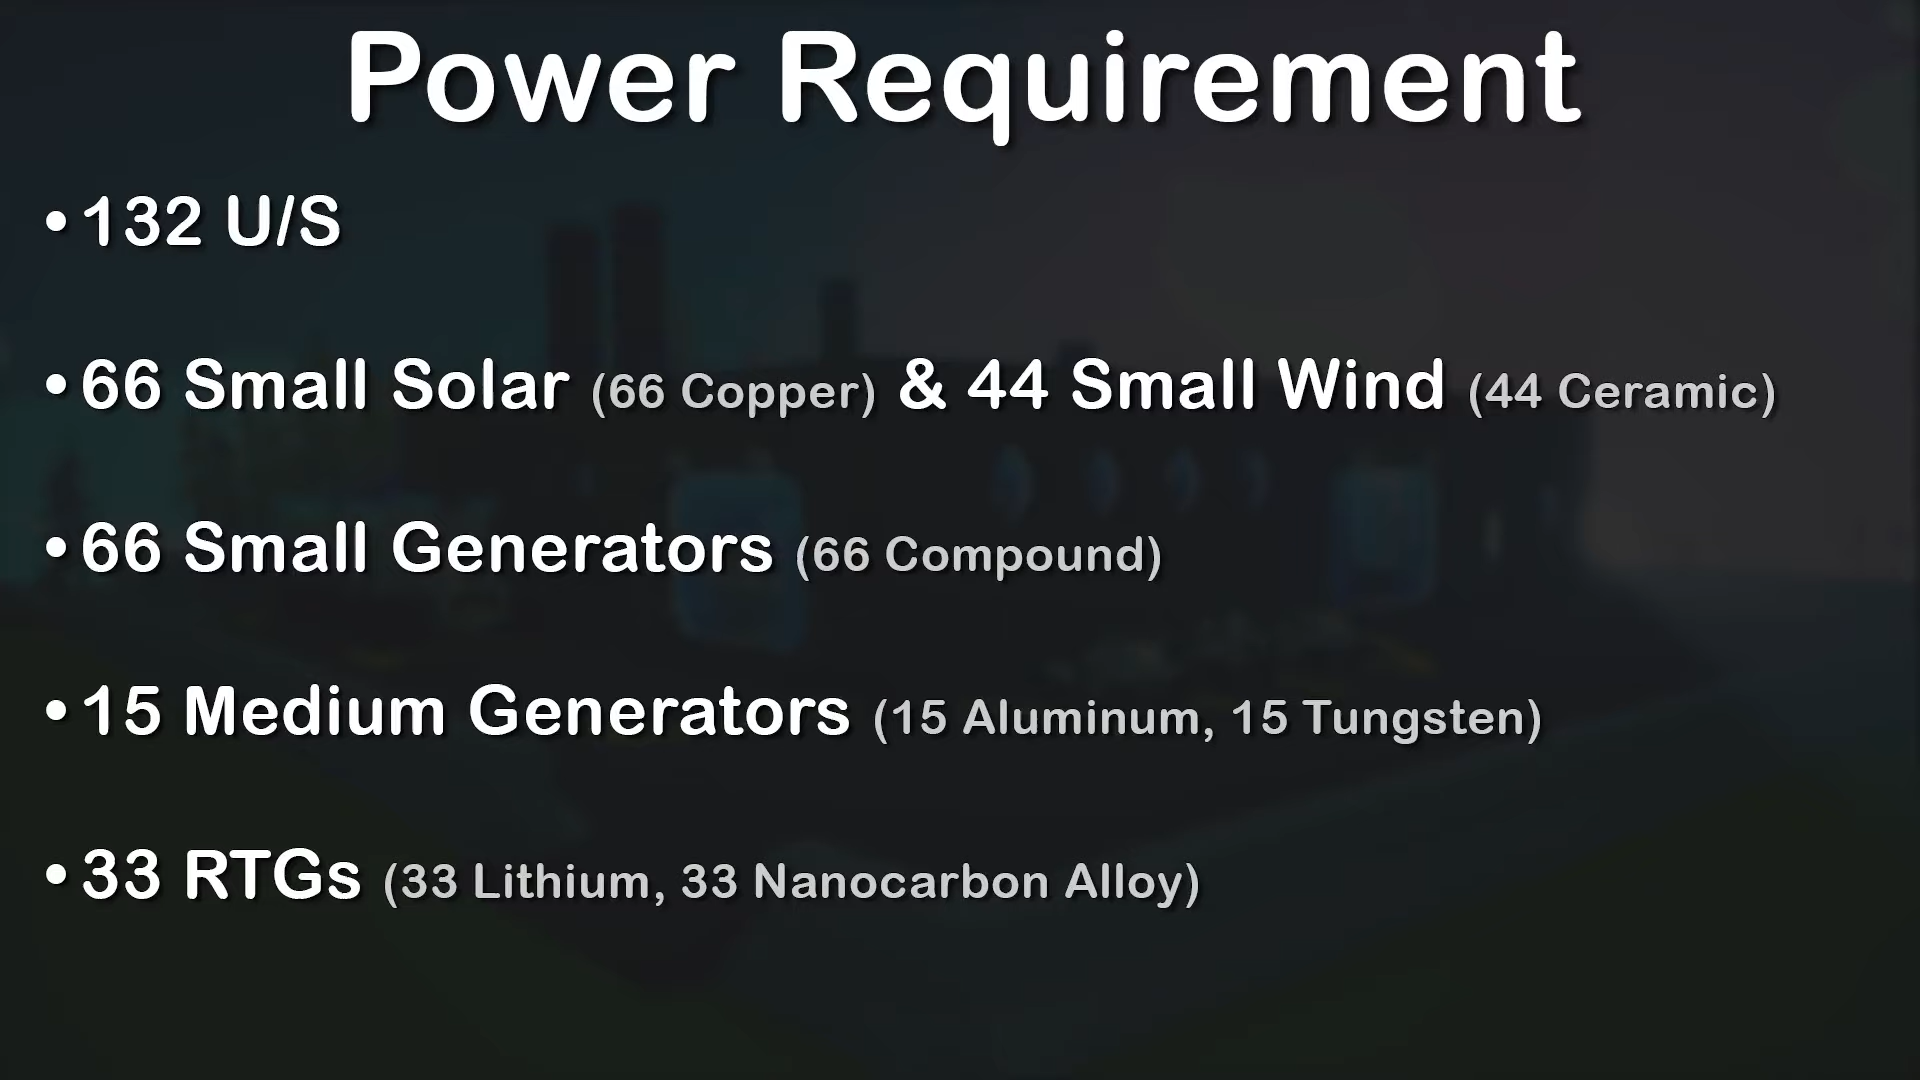 Power Requirement
•132 U/S
•66 Small Solar (66 Copper) & 44 Small Wind (44 Ceramic)
•66 Small Generators (66 Compound)
•15 Medium Generators (15 Aluminum, 15 Tungsten)
•33 RTGs (33 Lithium, 33 Nanocarbon Alloy)